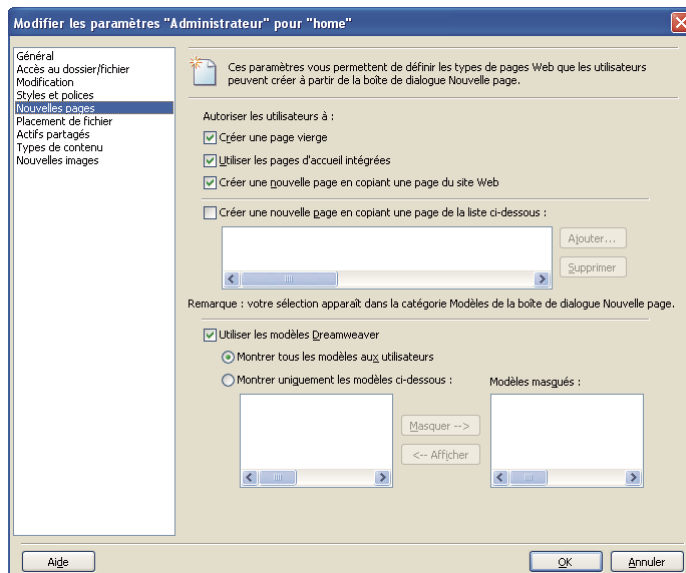 Modifier les paramètres "Administrateur" pour "home"
Général
Accès au dossier/fichier
Modification
Styles et polices
Nouvelles pages
Placement de fichier
Actifs partagés
Types de contenu
Nouvelles images
Ces paramètres vous permettent de définir les types de pages Web que les utilisateurs
peuvent créer à partir de la boîte de dialogue Nouvelle page.
Autoriser les utilisateurs à :
Créer une page vierge
Utiliser les pages d'accueil intégrées
Créer une nouvelle page en copiant une page du site Web
Créer une nouvelle page en copiant une page de la liste ci-dessous :
Ajouter...
Supprimer
Remarque : votre sélection apparaît dans la catégorie Modèles de la boîte de dialogue Nouvelle page.
Utiliser les modèles Dreamweaver
Montrer tous les modèles aux utilisateurs
Montrer uniquement les modèles ci-dessous :
Modèles masqués :
Masquer -->
<-- Afficher
Aide
OK
Annuler